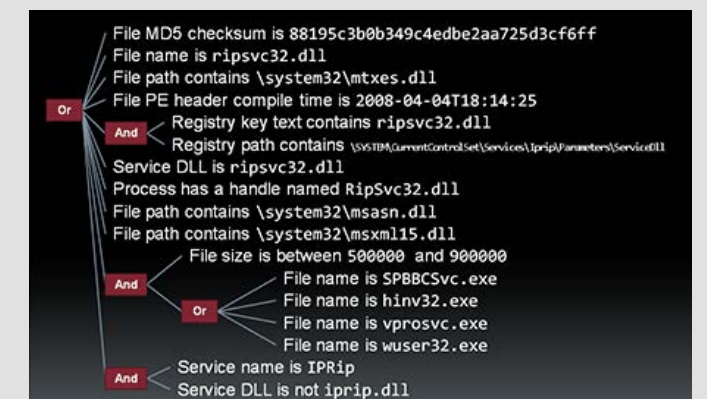 File MD5 checksum is 88195c3b0b349c4edbe2aa725d3cf6ff
File name is ripsvc32.dll
File path contains \system32\mtxes.dll
File PE header compile time is 2008-04-04T18:14:25
Or
And
Registry key text contains ripsvc32.dll
Registry path contains \SYSTEM\CurrentControlSet\Services\Iprip\Parameters\ServiceDll
Service DLL is ripsvc32.dll
Process has a handle named RipSvc32.dll
File path contains \system32\msasn.dll
File path contains \system32\msxml15.dll
And
File size is between 500000 and 900000
Or
File name is SPBBCSvc.exe
File name is hinv32.exe
File name is vprosvc.exe
File name is wuser32.exe
And
Service name is IPRip
Service DLL is not iprip.dll